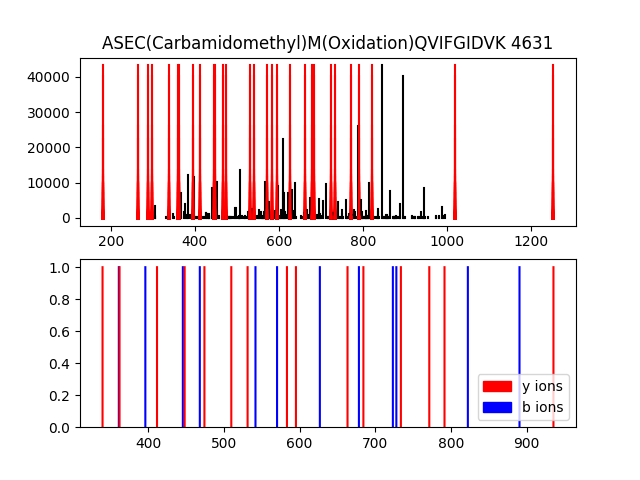 ASEC(Carbamidomethyl)M(Oxidation)QVIFGIDVK 4631
40000
30000
20000
10000
0
200 400 600 800 1000 1200
1.0
0.8
0.6
0.4
0.2
0.0
y ions
b ions
400 500 600 700 800 900